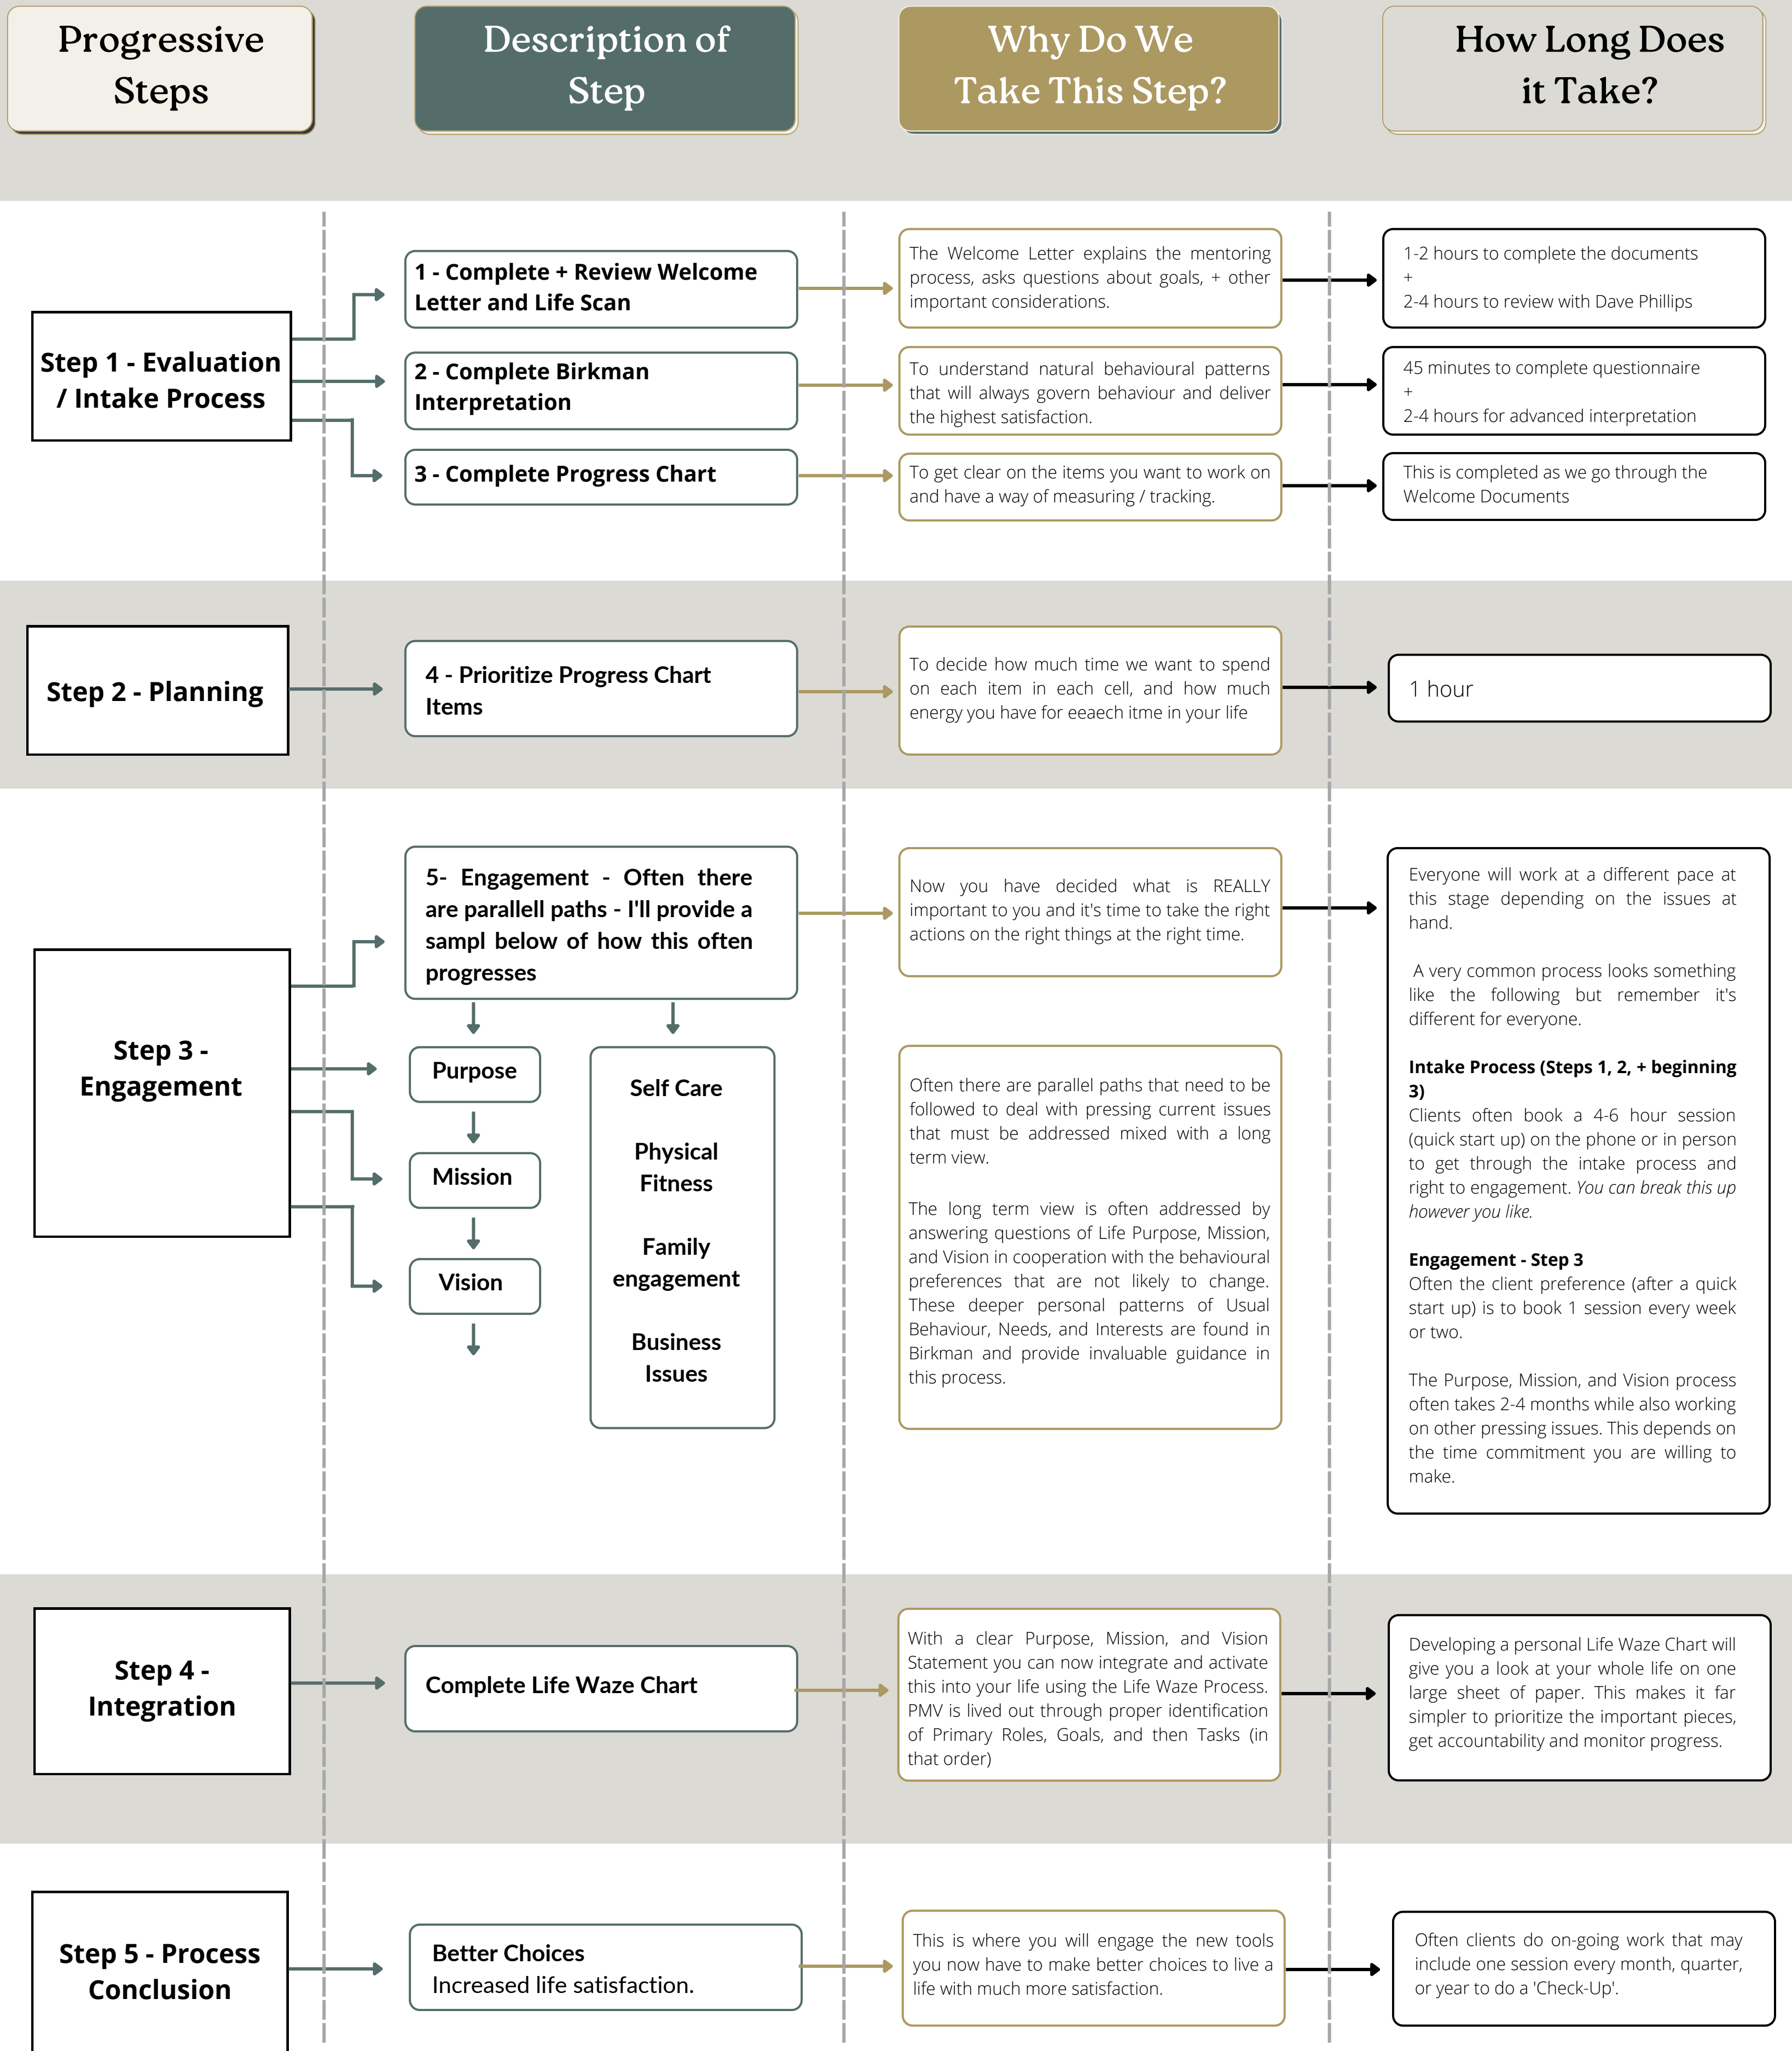 Progressive
Steps
Description of
Step
Why Do We
Take This Step?
How Long Does
it Take?
Step 1 - Evaluation
/ Intake Process
1 - Complete + Review Welcome
Letter and Life Scan
The Welcome Letter explains the mentoring
process, asks questions about goals, + other
important considerations.
1-2 hours to complete the documents
+
2-4 hours to review with Dave Phillips
2 - Complete Birkman
Interpretation
To understand natural behavioural patterns
that will always govern behaviour and deliver
the highest satisfaction.
45 minutes to complete questionnaire
+
2-4 hours for advanced interpretation
3 - Complete Progress Chart
To get clear on the items you want to work on
and have a way of measuring / tracking.
This is completed as we go through the
Welcome Documents
Step 2 - Planning
4 - Prioritize Progress Chart
Items
To decide how much time we want to spend
on each item in each cell, and how much
energy you have for eeaech itme in your life
1 hour
Step 3 -
Engagement
5- Engagement - Often there
are parallell paths - I'll provide a
sampl below of how this often
progresses
Purpose
Mission
Vision
Self Care
Physical
Fitness
Family
engagement
Business
Issues
Now you have decided what is REALLY
important to you and it's time to take the right
actions on the right things at the right time.
Often there are parallel paths that need to be
followed to deal with pressing current issues
that must be addressed mixed with a long
term view.
The long term view is often addressed by
answering questions of Life Purpose, Mission,
and Vision in cooperation with the behavioural
preferences that are not likely to change.
These deeper personal patterns of Usual
Behaviour, Needs, and Interests are found in
Birkman and provide invaluable guidance in
this process.
Everyone will work at a different pace at
this stage depending on the issues at
hand.
A very common process looks something
like the following but remember it's
different for everyone.
Intake Process (Steps 1, 2, + beginning
3)
Clients often book a 4-6 hour session
(quick start up) on the phone or in person
to get through the intake process and
right to engagement. You can break this up
however you like.
Engagement - Step 3
Often the client preference (after a quick
start up) is to book 1 session every week
or two.
The Purpose, Mission, and Vision process
often takes 2-4 months while also working
on other pressing issues. This depends on
the time commitment you are willing to
make.
Step 4 -
Integration
Complete Life Waze Chart
With a clear Purpose, Mission, and Vision
Statement you can now integrate and activate
this into your life using the Life Waze Process.
PMV is lived out through proper identification
of Primary Roles, Goals, and then Tasks (in
that order)
Developing a personal Life Waze Chart will
give you a look at your whole life on one
large sheet of paper. This makes it far
simpler to prioritize the important pieces,
get accountability and monitor progress.
Step 5 - Process
Conclusion
Better Choices
Increased life satisfaction.
This is where you will engage the new tools
you now have to make better choices to live a
life with much more satisfaction.
Often clients do on-going work that may
include one session every month, quarter,
or year to do a 'Check-Up'.